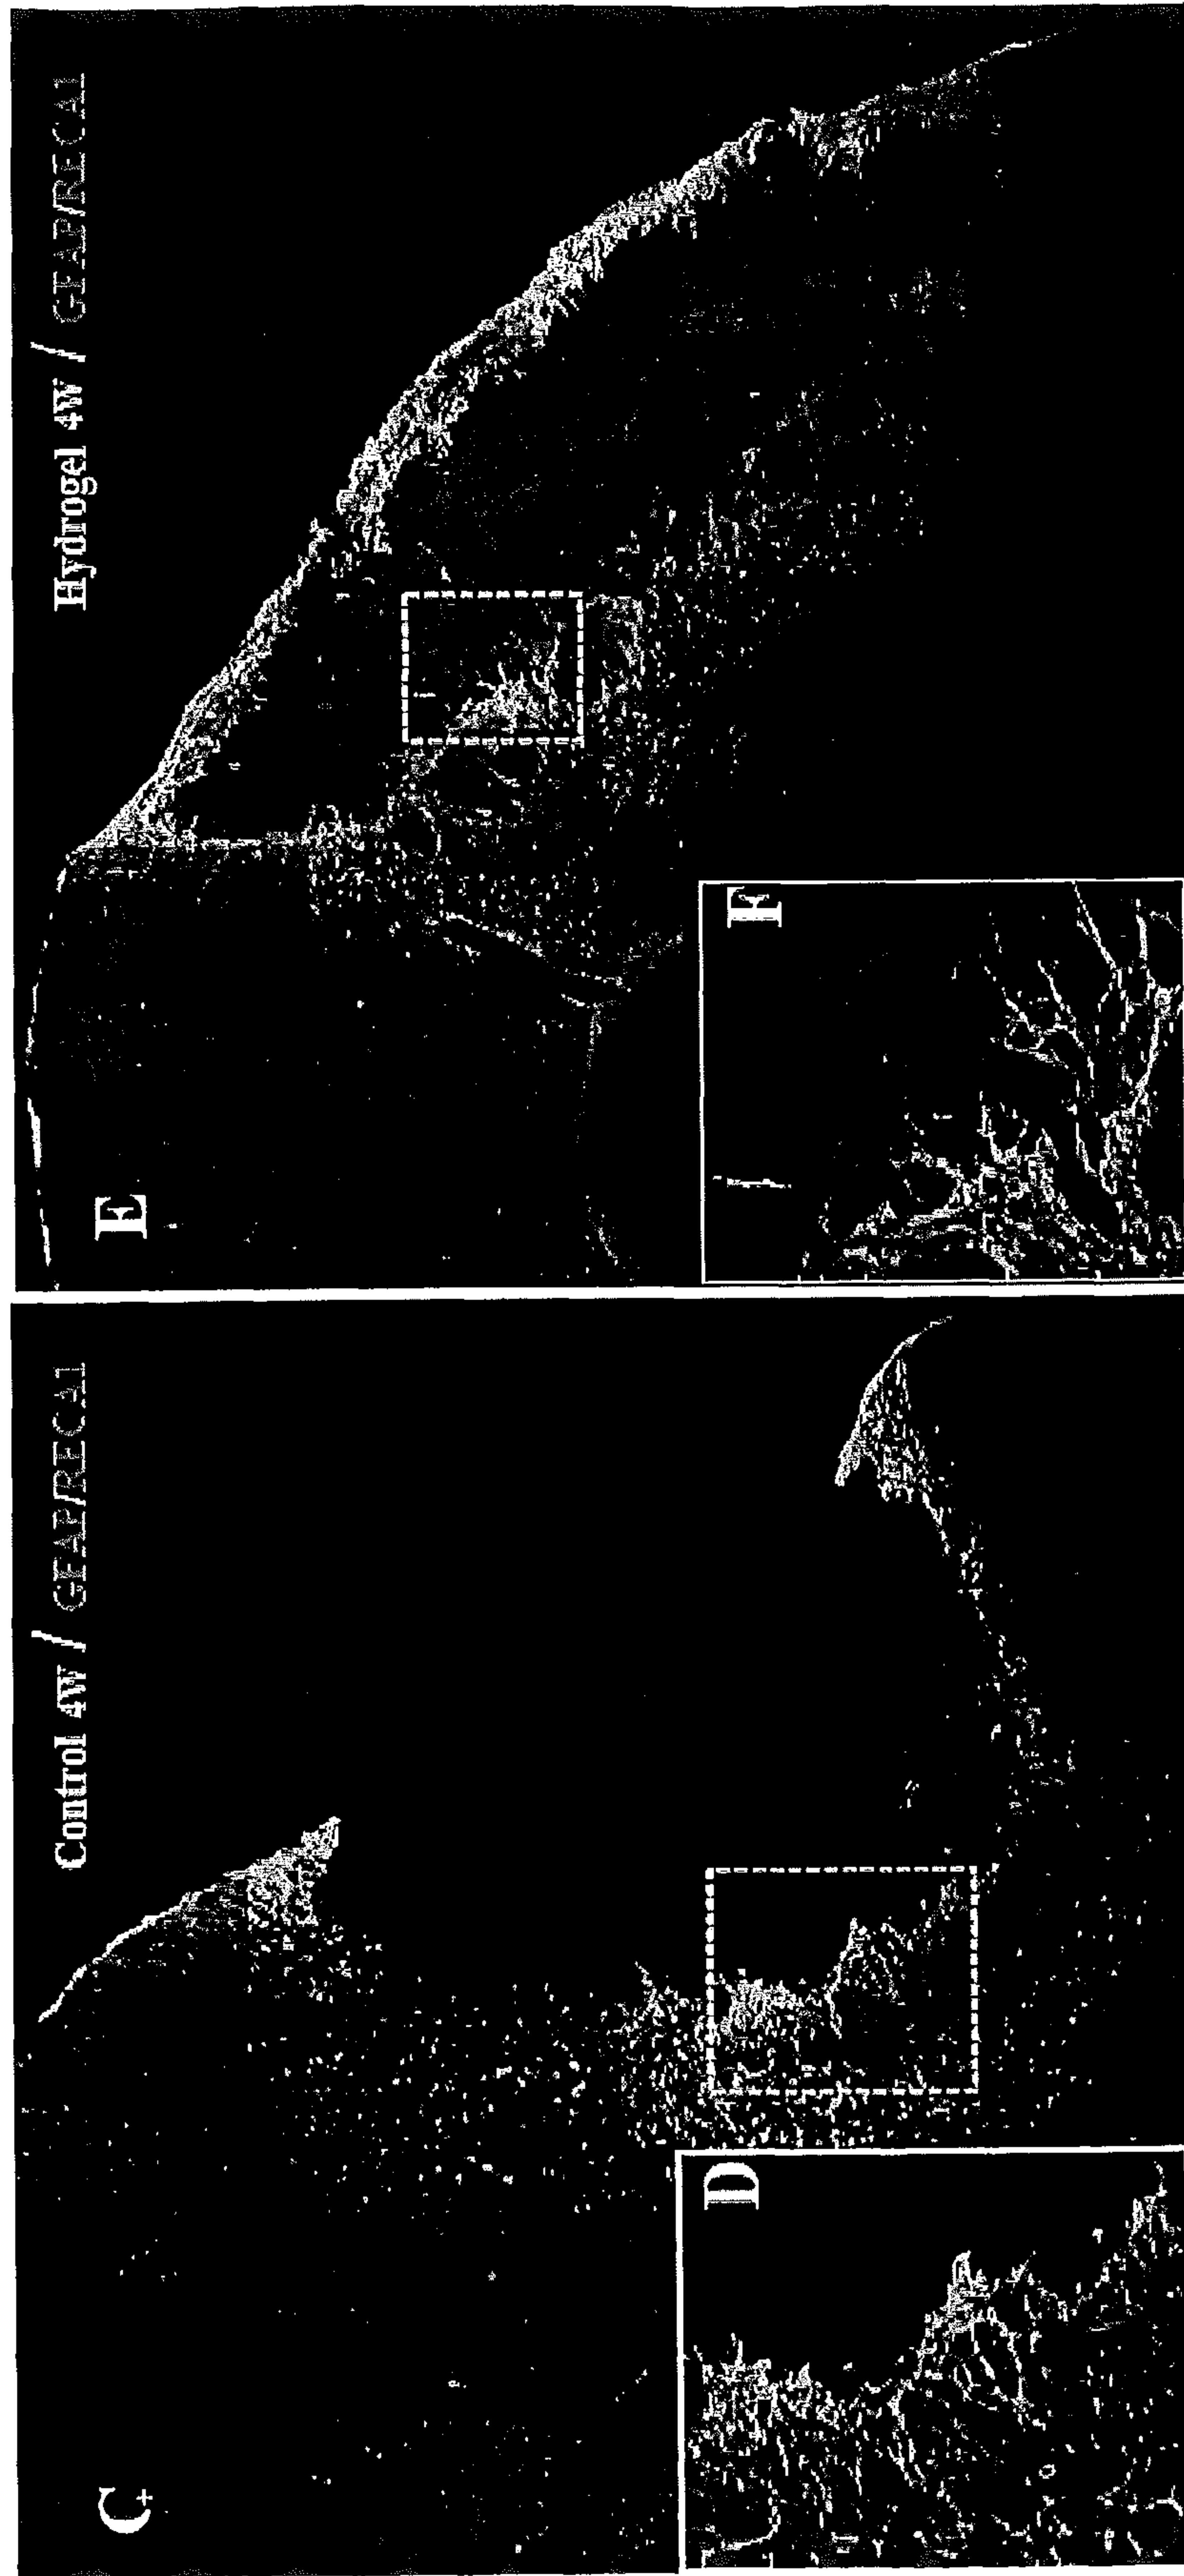 C
Control 4W / GFAP/RECA1
D
E
Hydrogel 4W / GFAP/RECA1
F